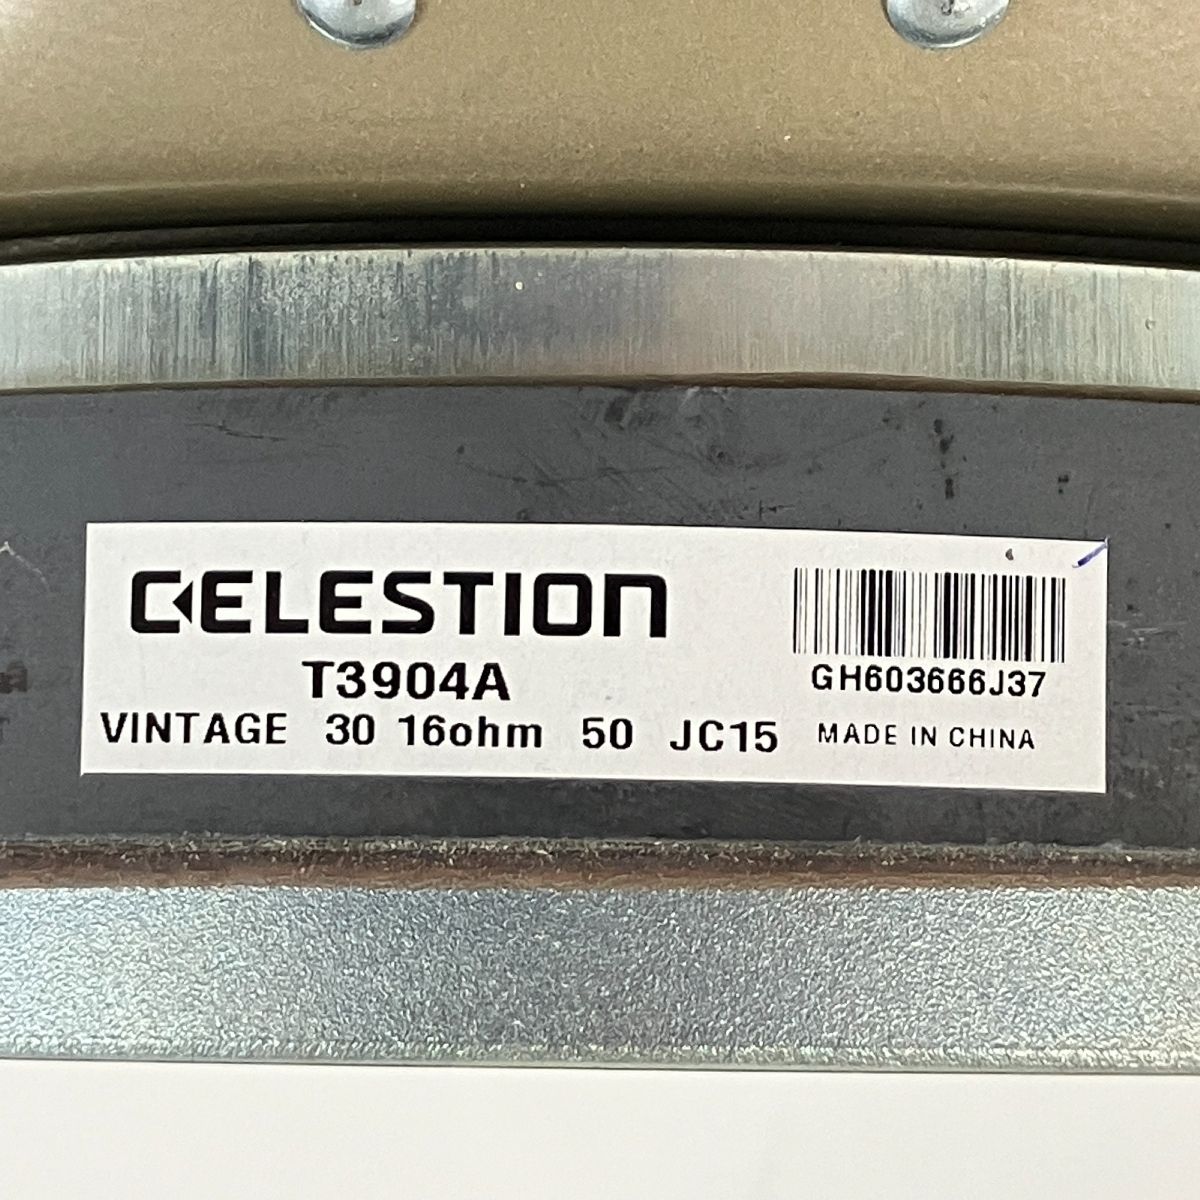 CELESTION
T3904A
VINTAGE 30 16ohm 50 JC15
GH603666J37
MADE IN CHINA